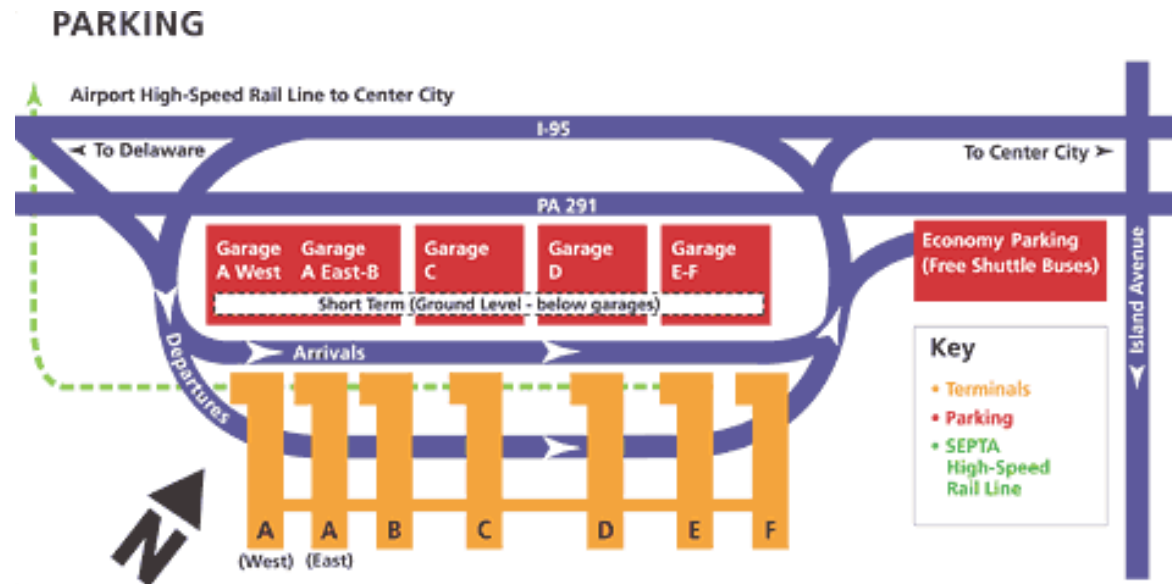 PARKING
Airport High-Speed Rail Line to Center City
I-95
To Delaware
To Center City
PA 291
Garage
A West
Garage
A East-B
Garage
C
Garage
D
Garage
E-F
Short Term (Ground Level - below garages)
Economy Parking
(Free Shuttle Buses)
Island Avenue
Arrivals
Departures
Key
• Terminals
• Parking
• SEPTA
High-Speed
Rail Line
A
(West)
A
(East)
B
C
D
E
F
N